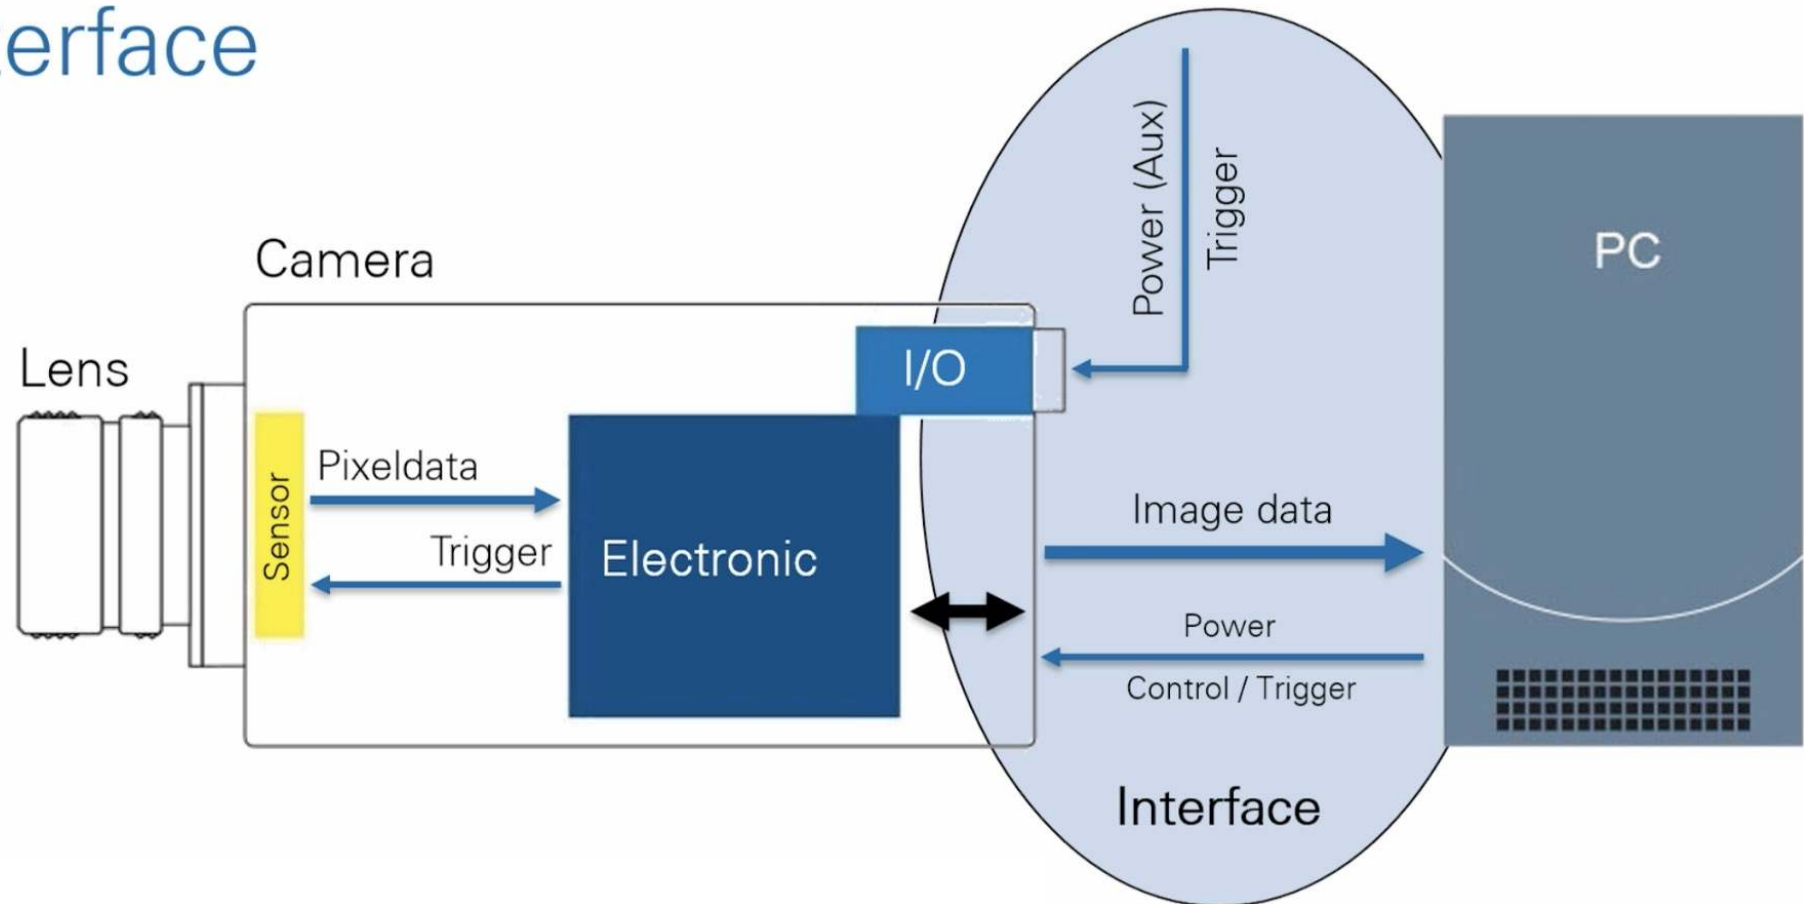 erface
Camera
Lens
Sensor
Pixeldata
Trigger
Electronic
I/O
Power (Aux)
Trigger
Image data
Power
Control / Trigger
Interface
PC